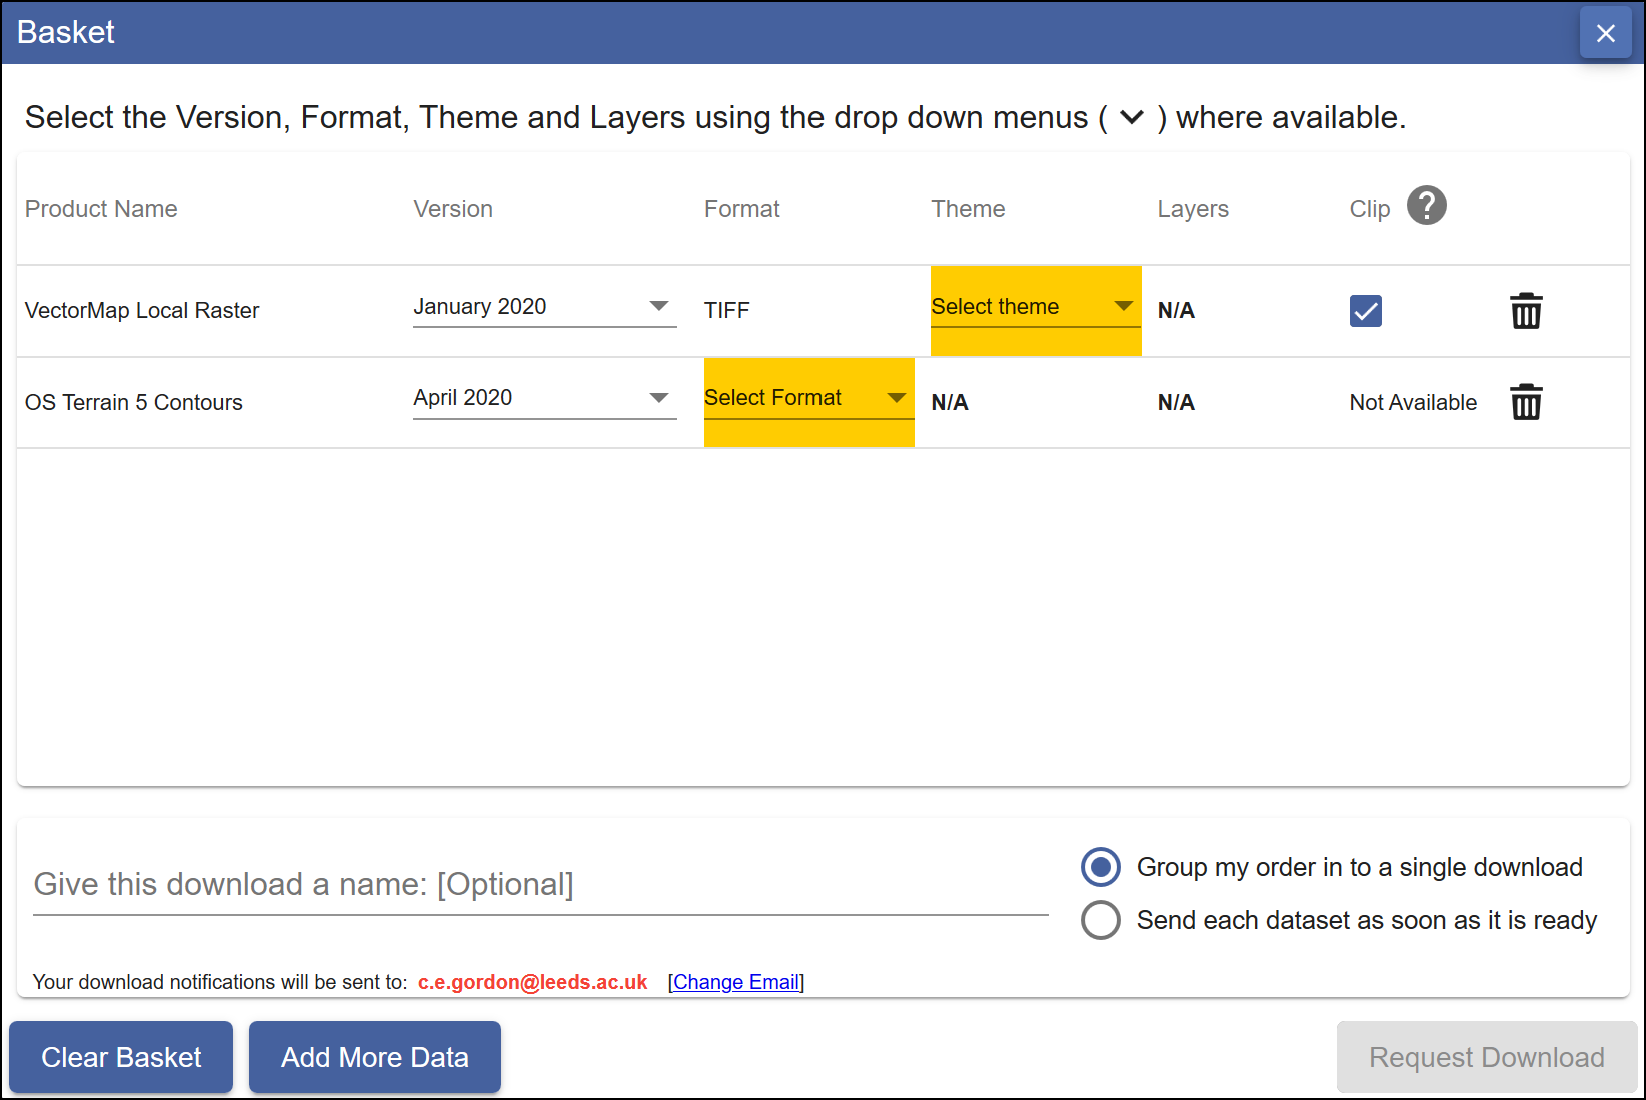 Basket
Select the Version, Format, Theme and Layers using the drop down menus ( ) where available.
Product Name Version Format Theme Layers Clip ?
VectorMap Local Raster January 2020 TIFF Select theme N/A
OS Terrain 5 Contours April 2020 Select Format N/A N/A Not Available
Give this download a name: [Optional]
Group my order in to a single download
Send each dataset as soon as it is ready
Your download notifications will be sent to: c.e.gordon@leeds.ac.uk [Change Email]
Clear Basket Add More Data Request Download